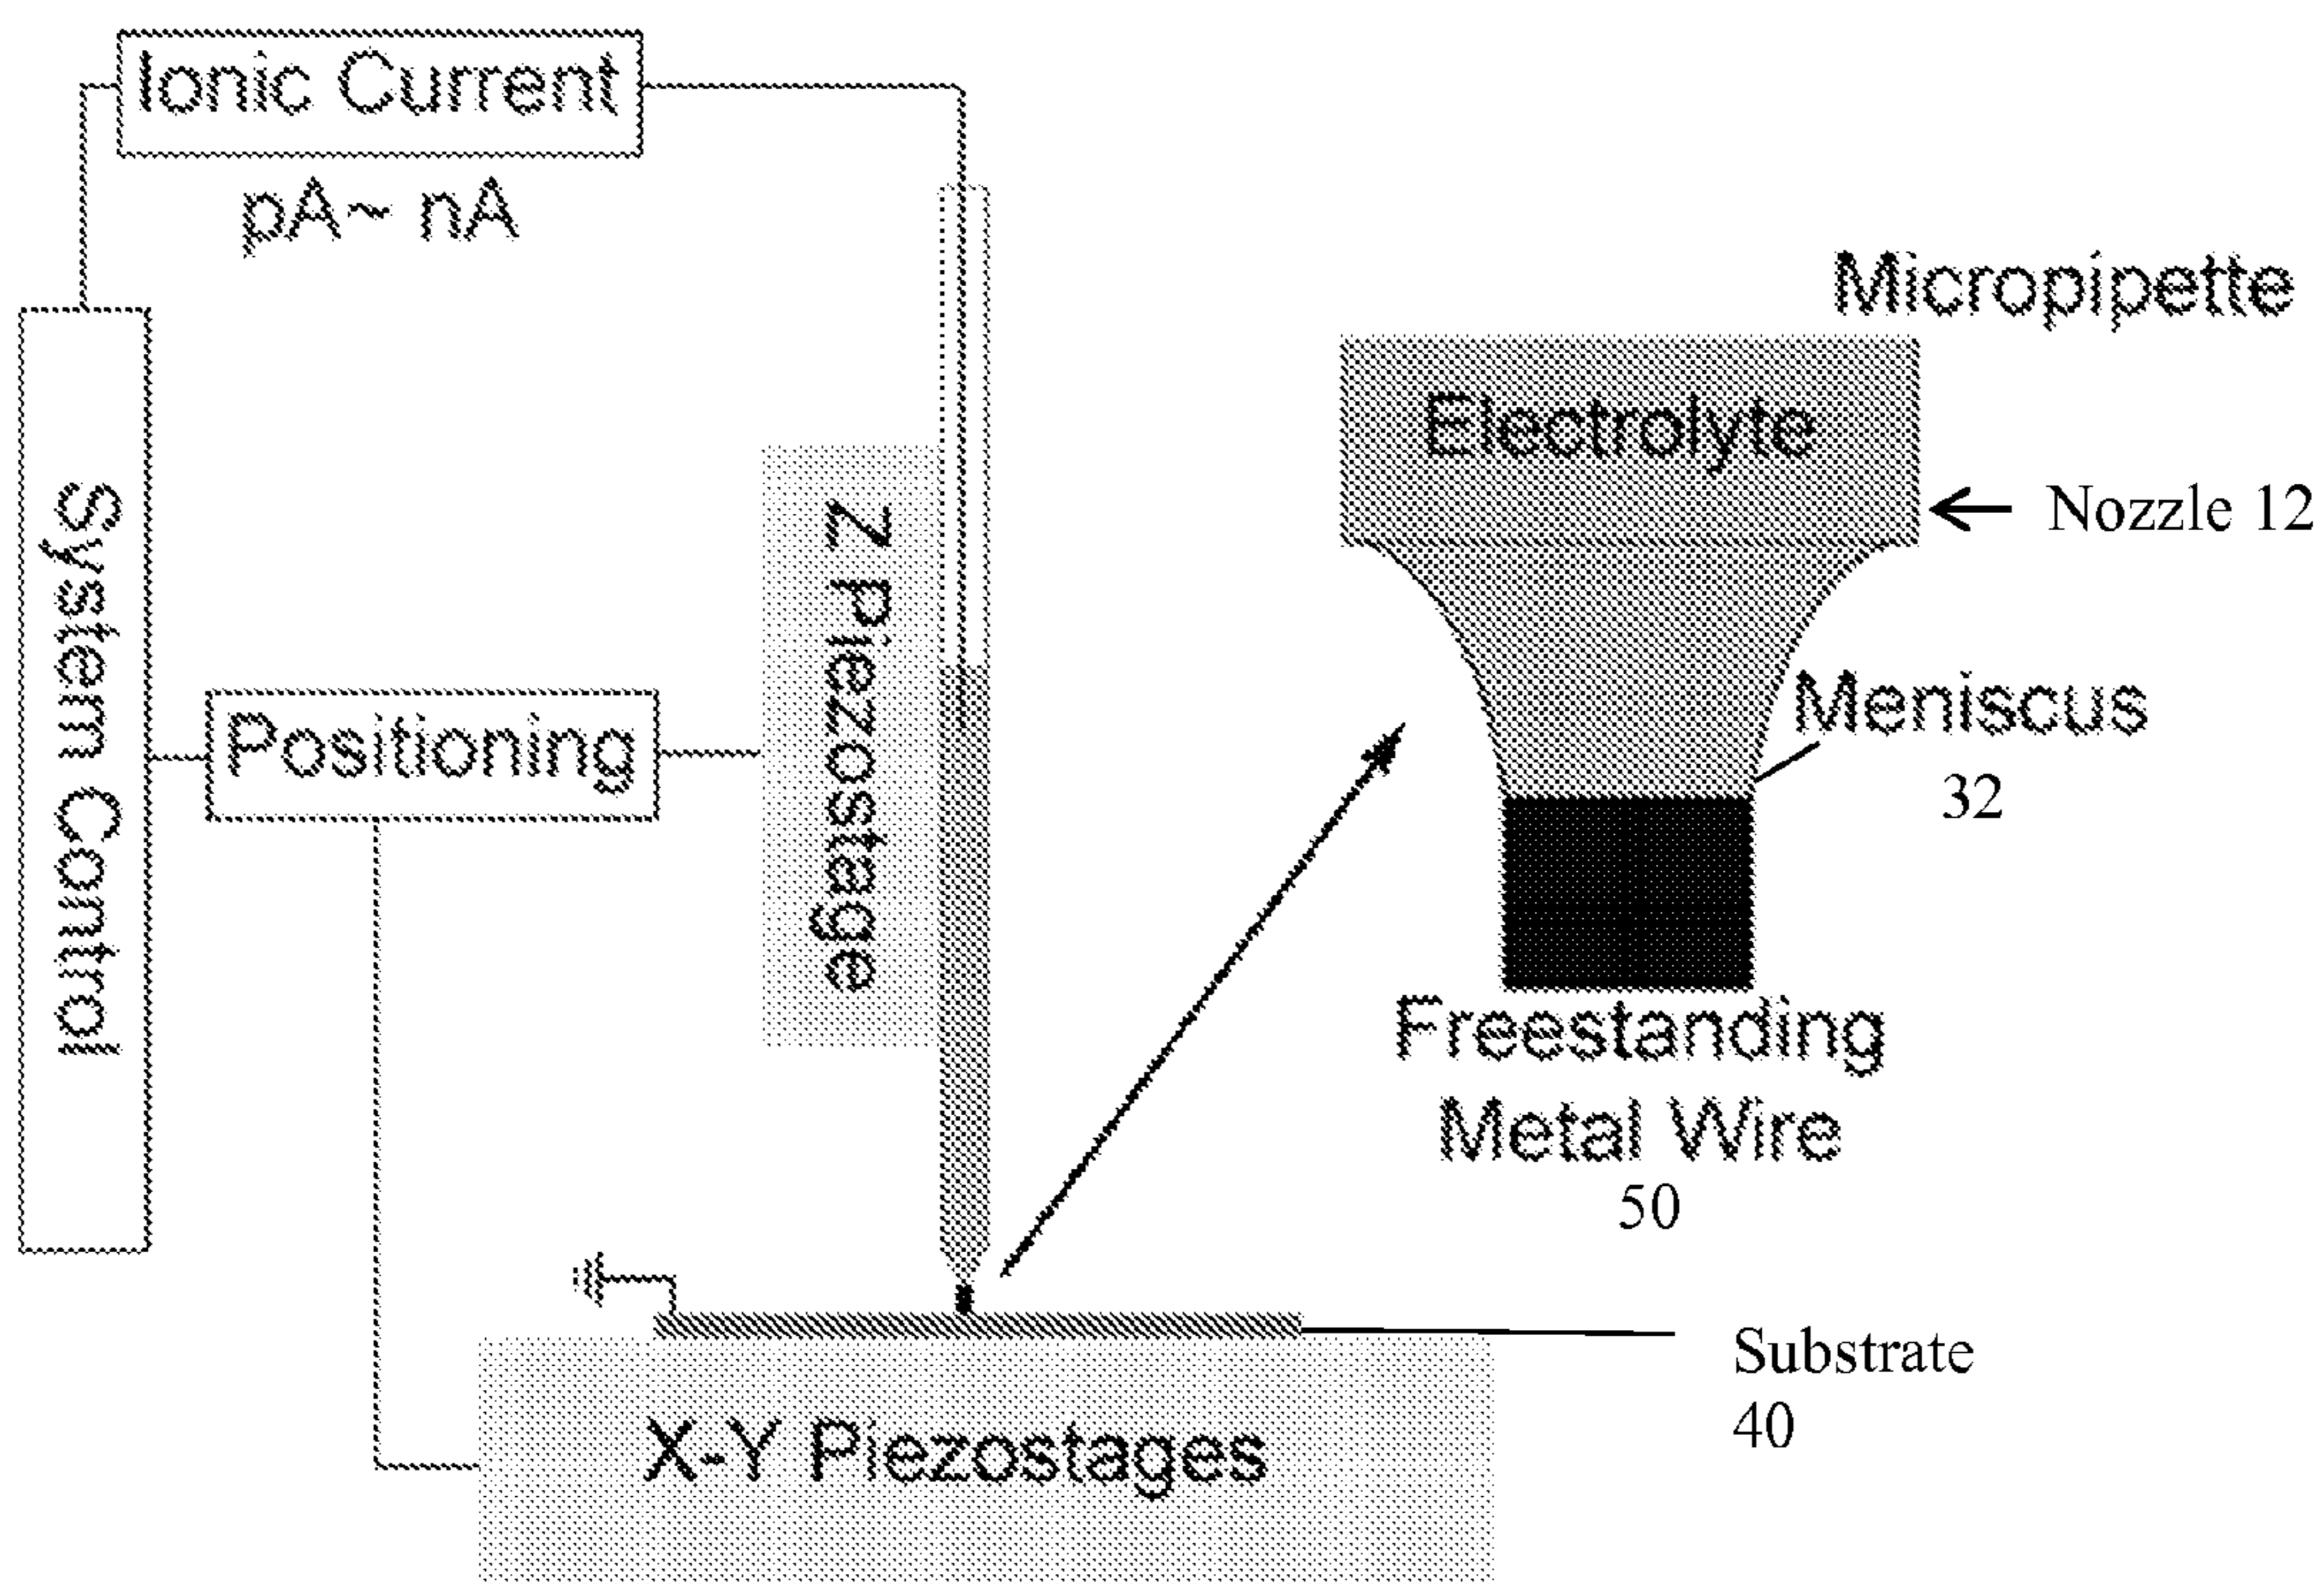 Ionic Current
pA~ nA
System Control
Positioning
Z Piezostage
X-Y Piezostages
Micropipette
Electrolyte
Nozzle 12
Meniscus
32
Freestanding
Metal Wire
50
Substrate
40